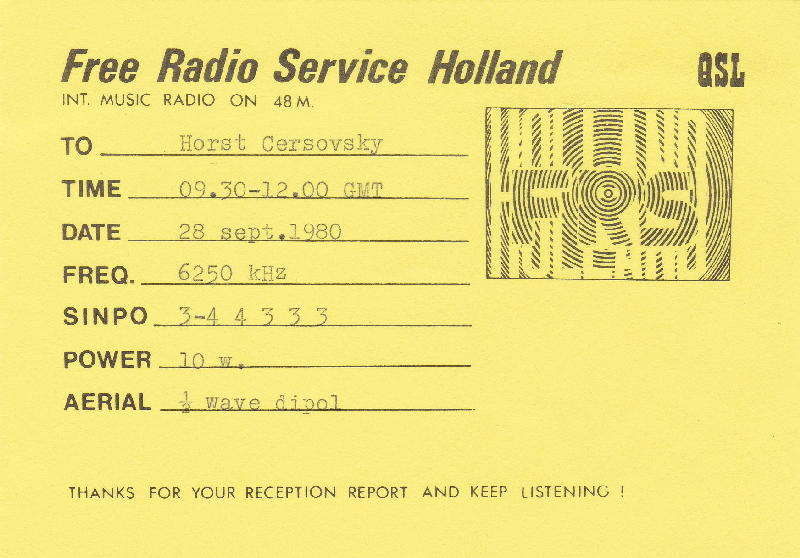 Free Radio Service Holland
QSL
INT. MUSIC RADIO ON 48 M.
TO Horst Cersovsky
TIME 09.30-12.00 GMT
DATE 28 sept.1980
FREQ. 6250 kHz
SINPO 3-4 4 3 3 3
POWER 10 w.
AERIAL ½ wave dipol
FRS
THANKS FOR YOUR RECEPTION REPORT AND KEEP LISTENING !